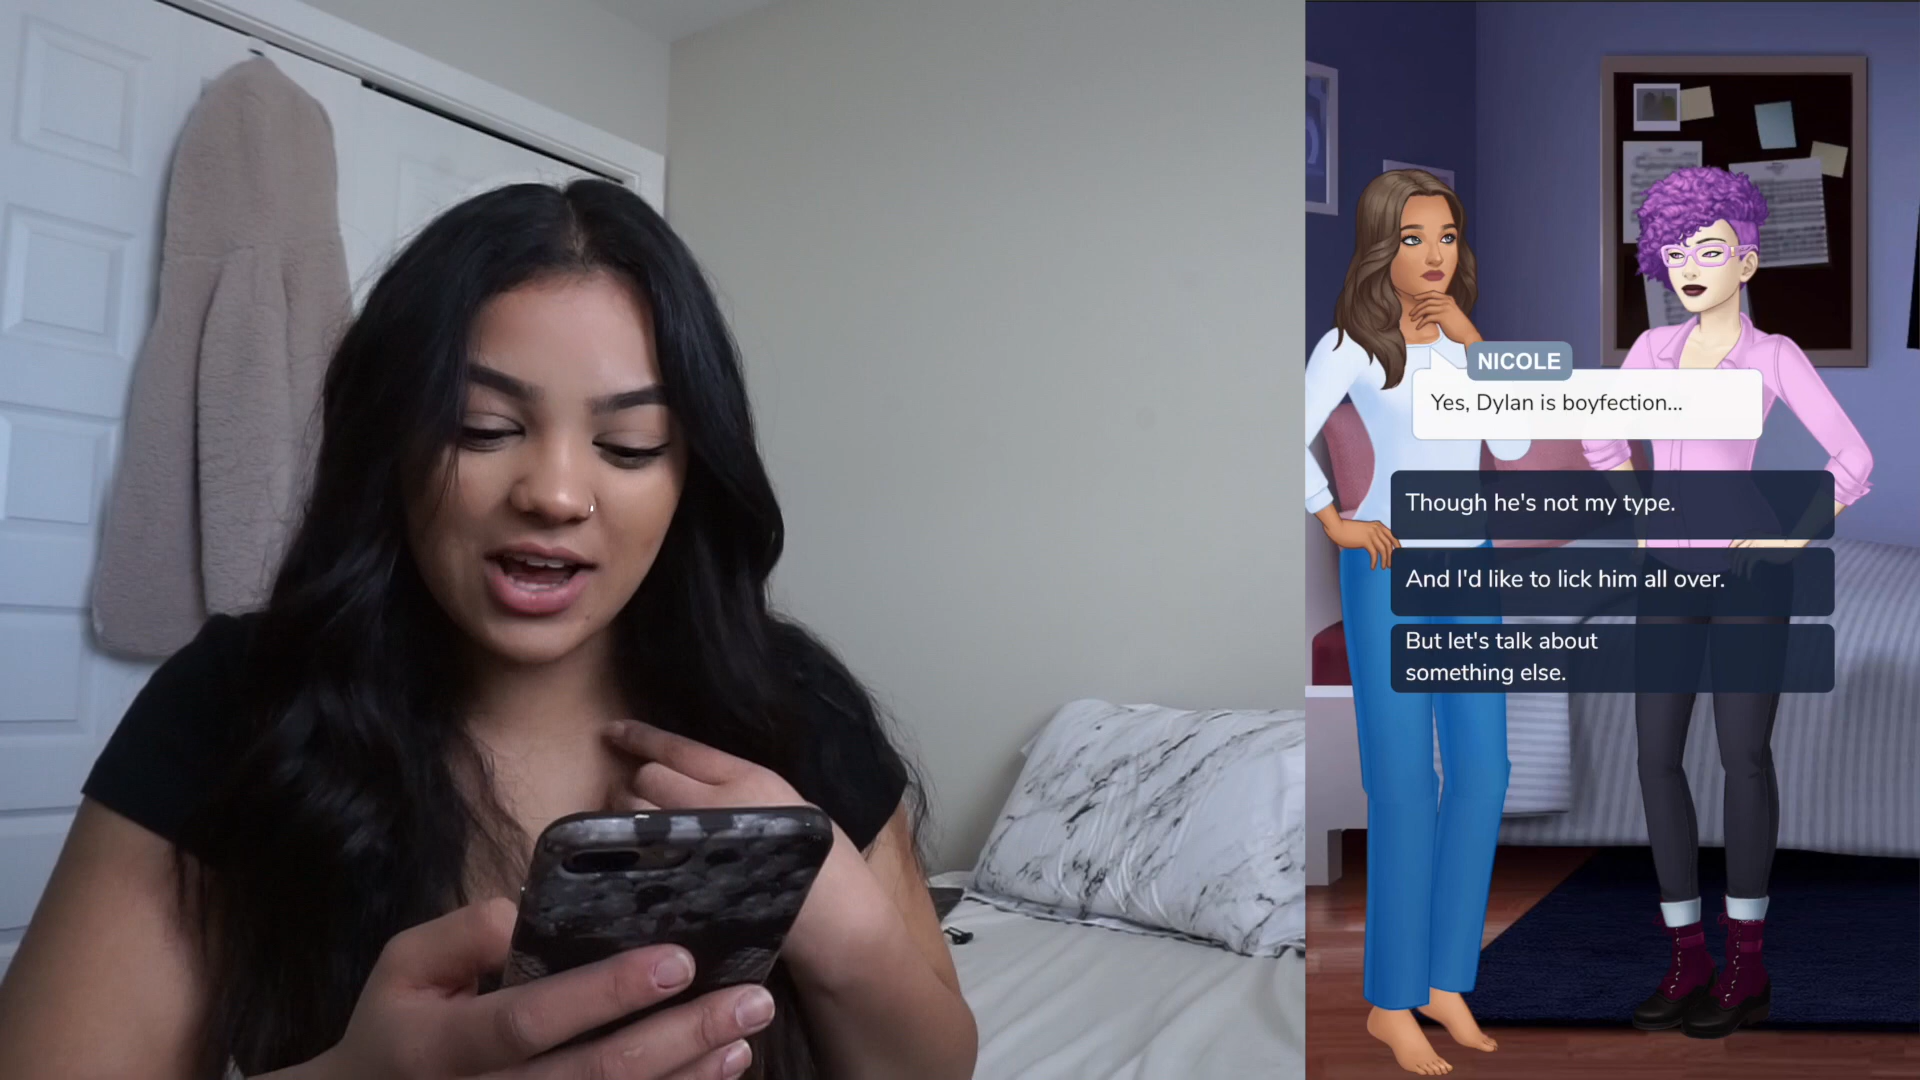 NICOLE
Yes, Dylan is boyfection...
Though he's not my type.
And I'd like to lick him all over.
But let's talk about
something else.